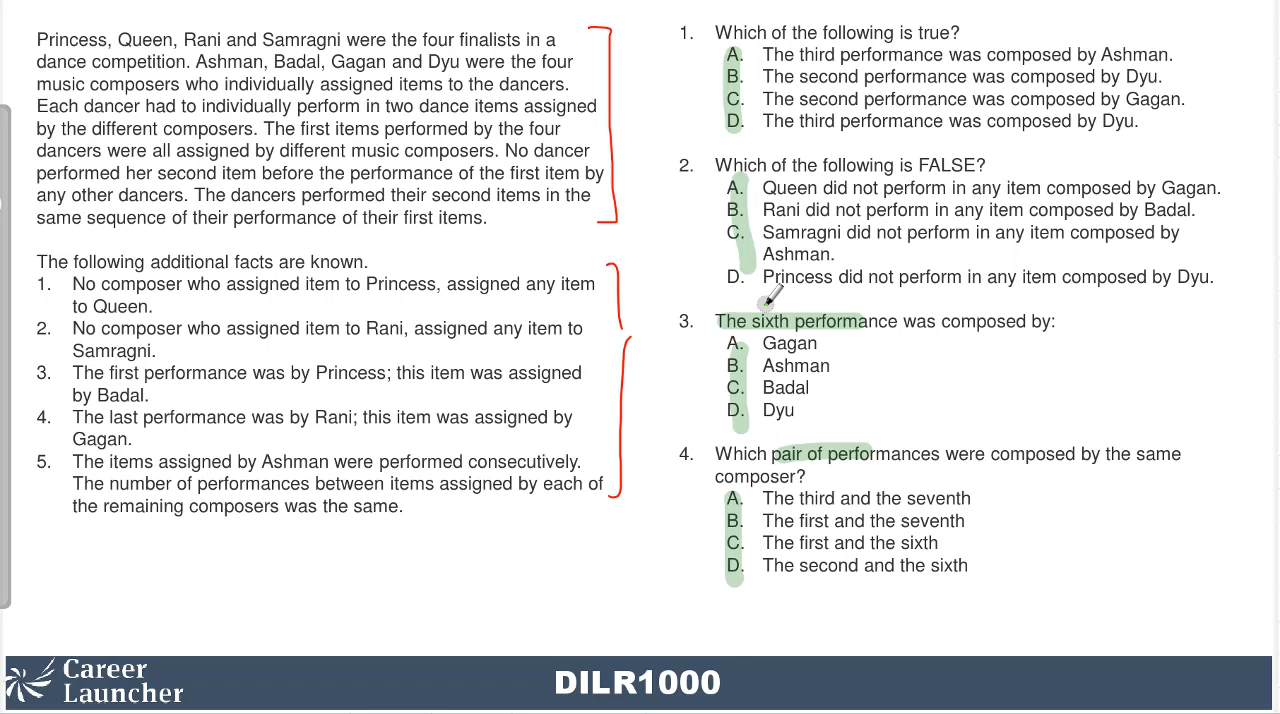 Princess, Queen, Rani and Samragni were the four finalists in a
dance competition. Ashman, Badal, Gagan and Dyu were the four
music composers who individually assigned items to the dancers.
Each dancer had to individually perform in two dance items assigned
by the different composers. The first items performed by the four
dancers were all assigned by different music composers. No dancer
performed her second item before the performance of the first item by
any other dancers. The dancers performed their second items in the
same sequence of their performance of their first items.
The following additional facts are known.
1. No composer who assigned item to Princess, assigned any item
to Queen.
2. No composer who assigned item to Rani, assigned any item to
Samragni.
3. The first performance was by Princess; this item was assigned
by Badal.
4. The last performance was by Rani; this item was assigned by
Gagan.
5. The items assigned by Ashman were performed consecutively.
The number of performances between items assigned by each of
the remaining composers was the same.
1. Which of the following is true?
A. The third performance was composed by Ashman.
B. The second performance was composed by Dyu.
C. The second performance was composed by Gagan.
D. The third performance was composed by Dyu.
2. Which of the following is FALSE?
A. Queen did not perform in any item composed by Gagan.
B. Rani did not perform in any item composed by Badal.
C. Samragni did not perform in any item composed by
Ashman.
D. Princess did not perform in any item composed by Dyu.
3. The sixth performance was composed by:
A. Gagan
B. Ashman
C. Badal
D. Dyu
4. Which pair of performances were composed by the same
composer?
A. The third and the seventh
B. The first and the seventh
C. The first and the sixth
D. The second and the sixth
Career
Launcher
DILR1000